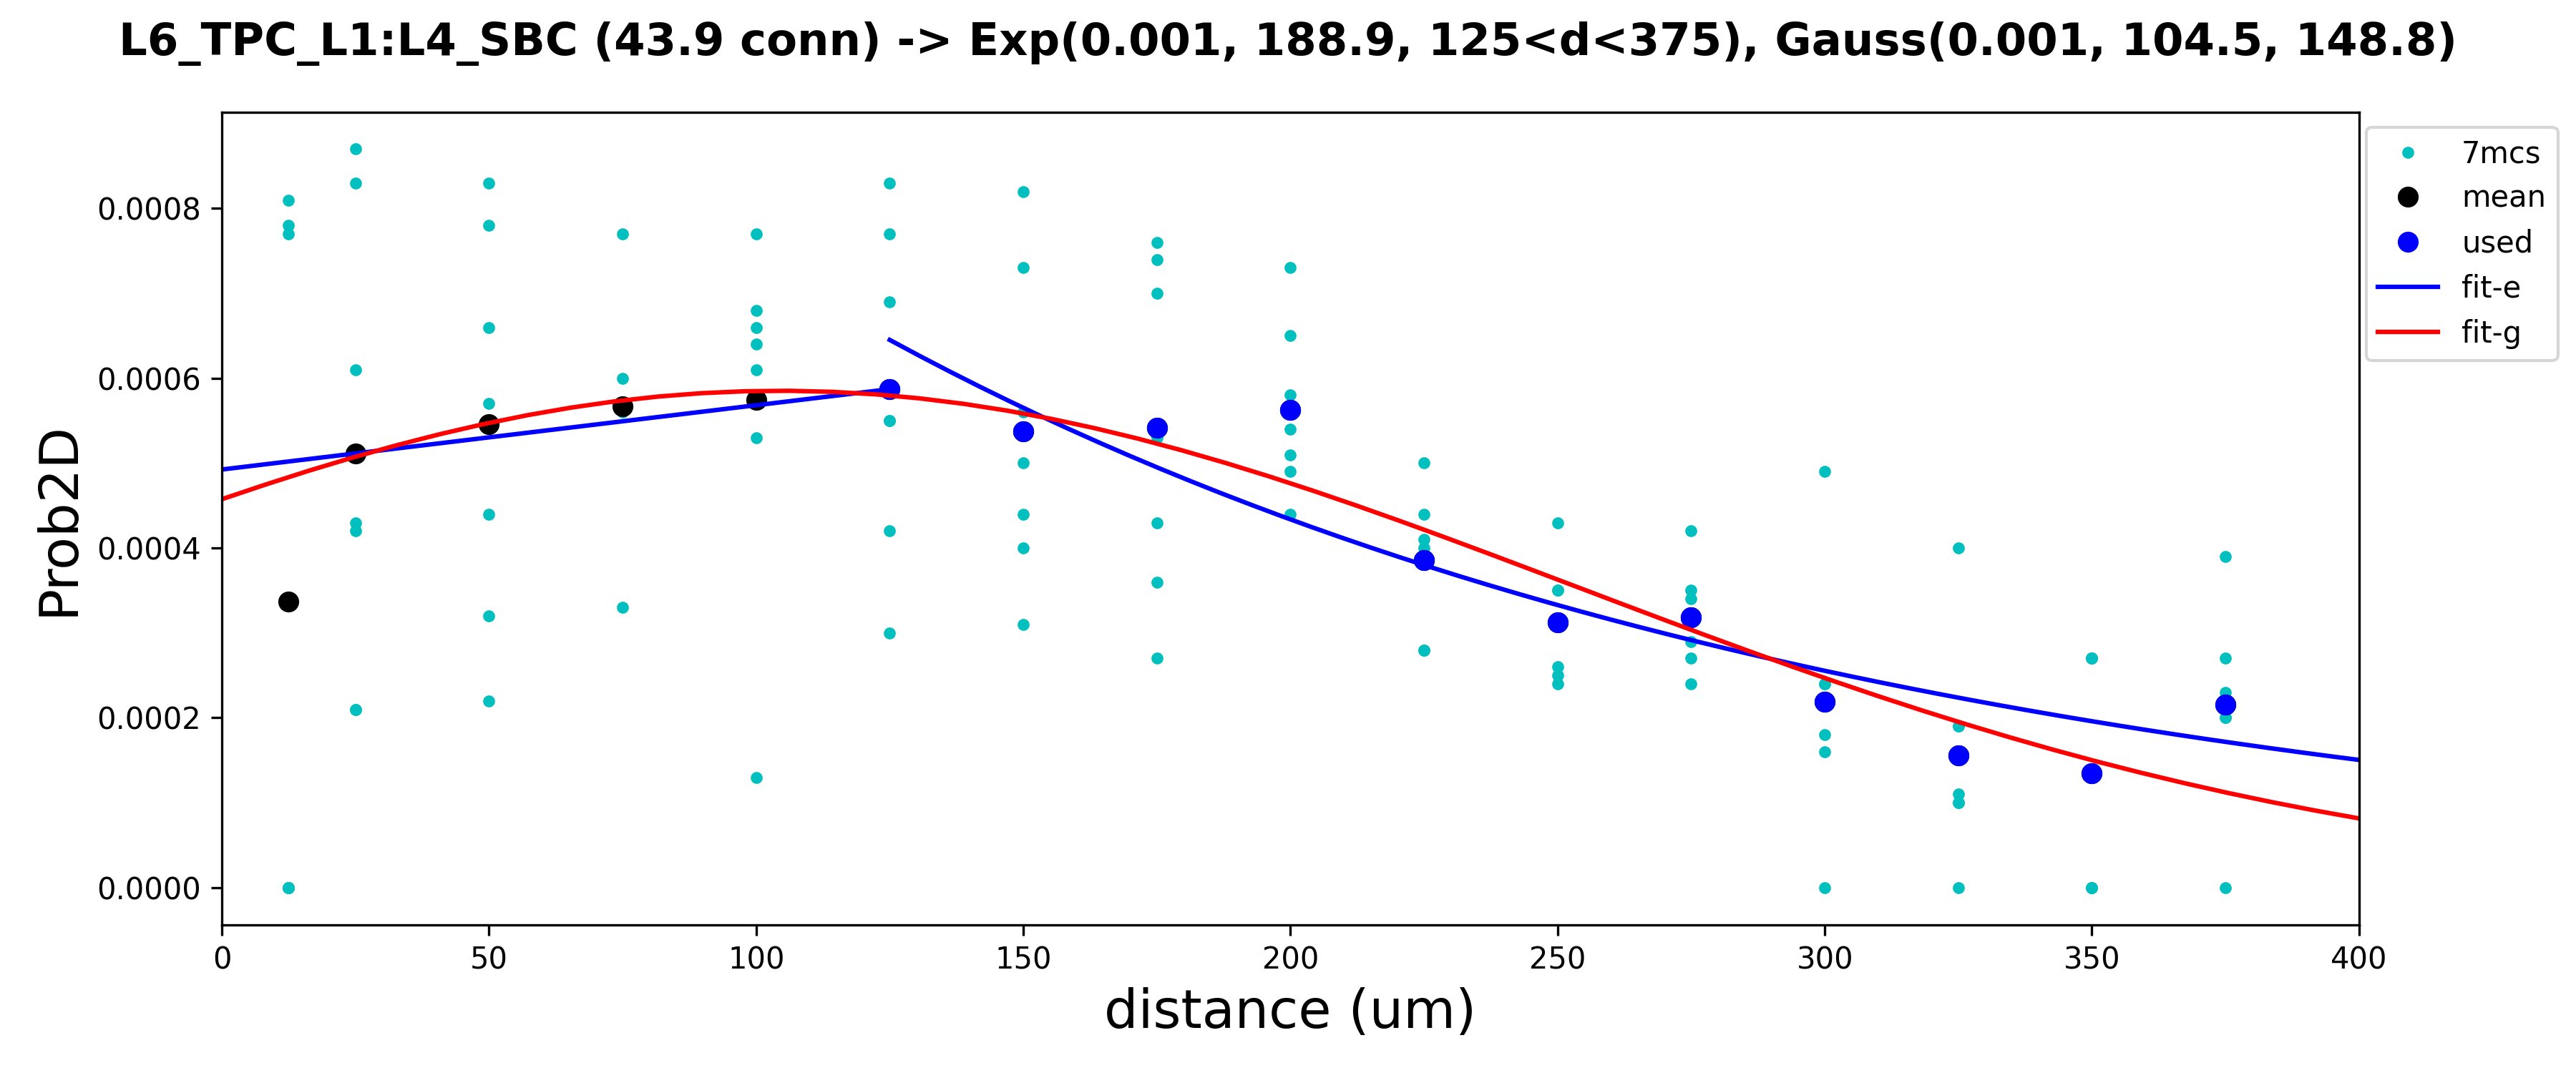 L6_TPC_L1:L4_SBC (43.9 conn) -> Exp(0.001, 188.9, 125<d<375), Gauss(0.001, 104.5, 148.8)
7mcs
mean
used
fit-e
fit-g
0.0008
0.0006
0.0004
0.0002
0.0000
Prob2D
0 50 100 150 200 250 300 350 400
distance (um)